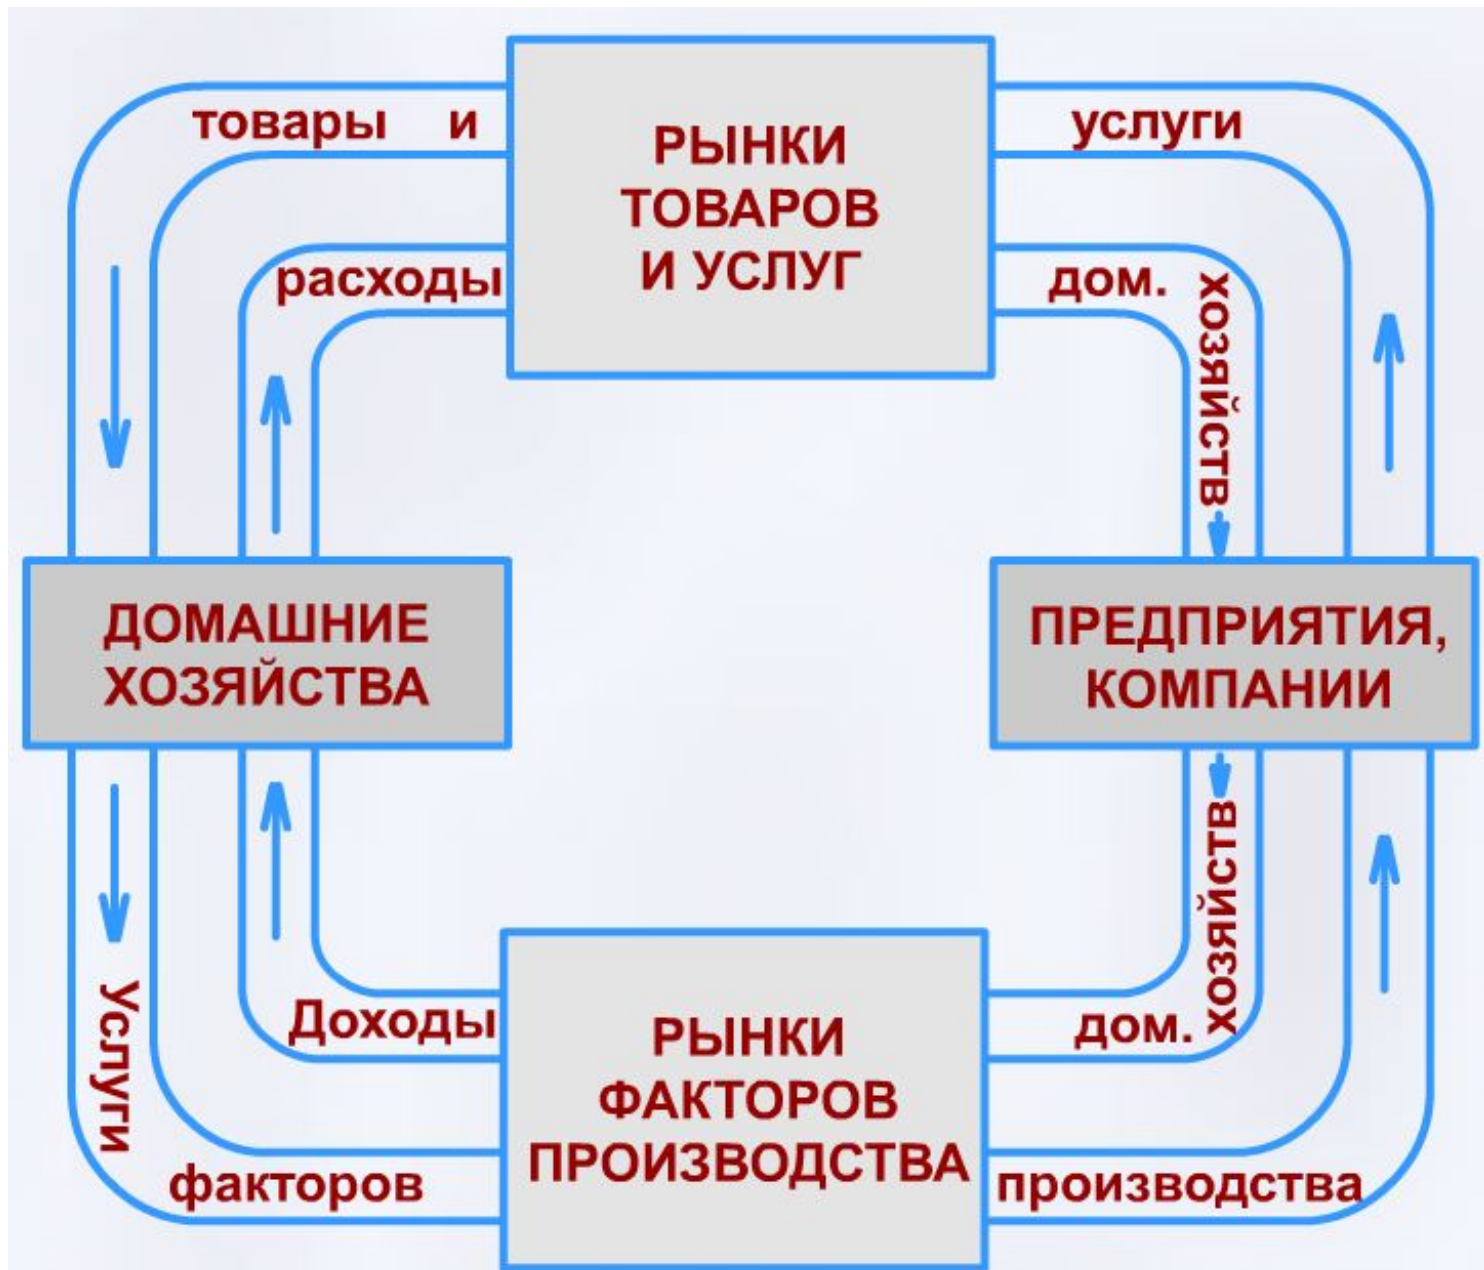 товары и
услуги
РЫНКИ
ТОВАРОВ
И УСЛУГ
расходы
дом.
хозяйств
ДОМАШНИЕ
ХОЗЯЙСТВА
ПРЕДПРИЯТИЯ,
КОМПАНИИ
хозяйств
Услуги
Доходы
дом.
РЫНКИ
ФАКТОРОВ
ПРОИЗВОДСТВА
факторов
производства